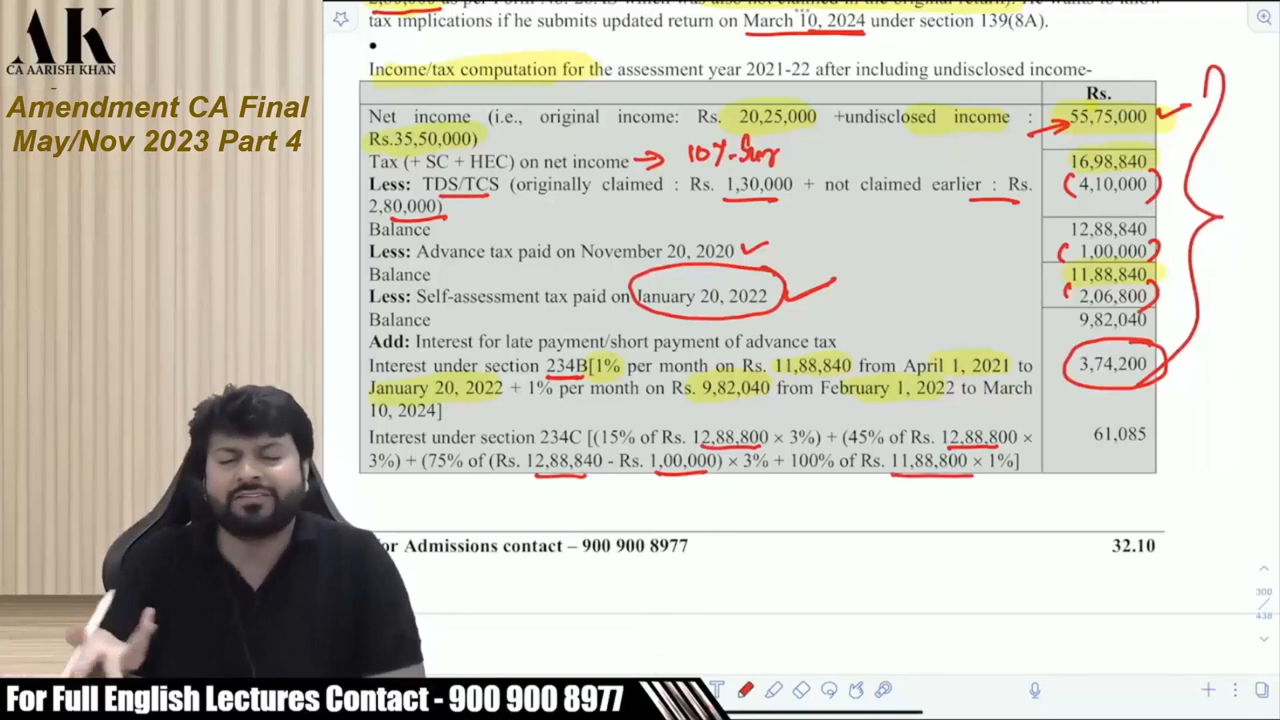 tax implications if he submits updated return on March 10, 2024 under section 139(8A).
AK
CA AARISH KHAN
Amendment CA Final
May/Nov 2023 Part 4
•
Income/tax computation for the assessment year 2021-22 after including undisclosed income-
Rs.
Net income (i.e., original income: Rs. 20,25,000 +undisclosed income : Rs.35,50,000) 55,75,000
Tax (+ SC + HEC) on net income → 10% Sur 16,98,840
Less: TDS/TCS (originally claimed : Rs. 1,30,000 + not claimed earlier : Rs. 2,80,000) (4,10,000)
Balance 12,88,840
Less: Advance tax paid on November 20, 2020 (1,00,000)
Balance 11,88,840
Less: Self-assessment tax paid on January 20, 2022 (2,06,800)
Balance 9,82,040
Add: Interest for late payment/short payment of advance tax
Interest under section 234B[1% per month on Rs. 11,88,840 from April 1, 2021 to 3,74,200
January 20, 2022 + 1% per month on Rs. 9,82,040 from February 1, 2022 to March
10, 2024]
Interest under section 234C [(15% of Rs. 12,88,800 × 3%) + (45% of Rs. 12,88,800 × 61,085
3%) + (75% of (Rs. 12,88,840 - Rs. 1,00,000) × 3% + 100% of Rs. 11,88,800 × 1%]
or Admissions contact – 900 900 8977 32.10
300
438
For Full English Lectures Contact - 900 900 8977